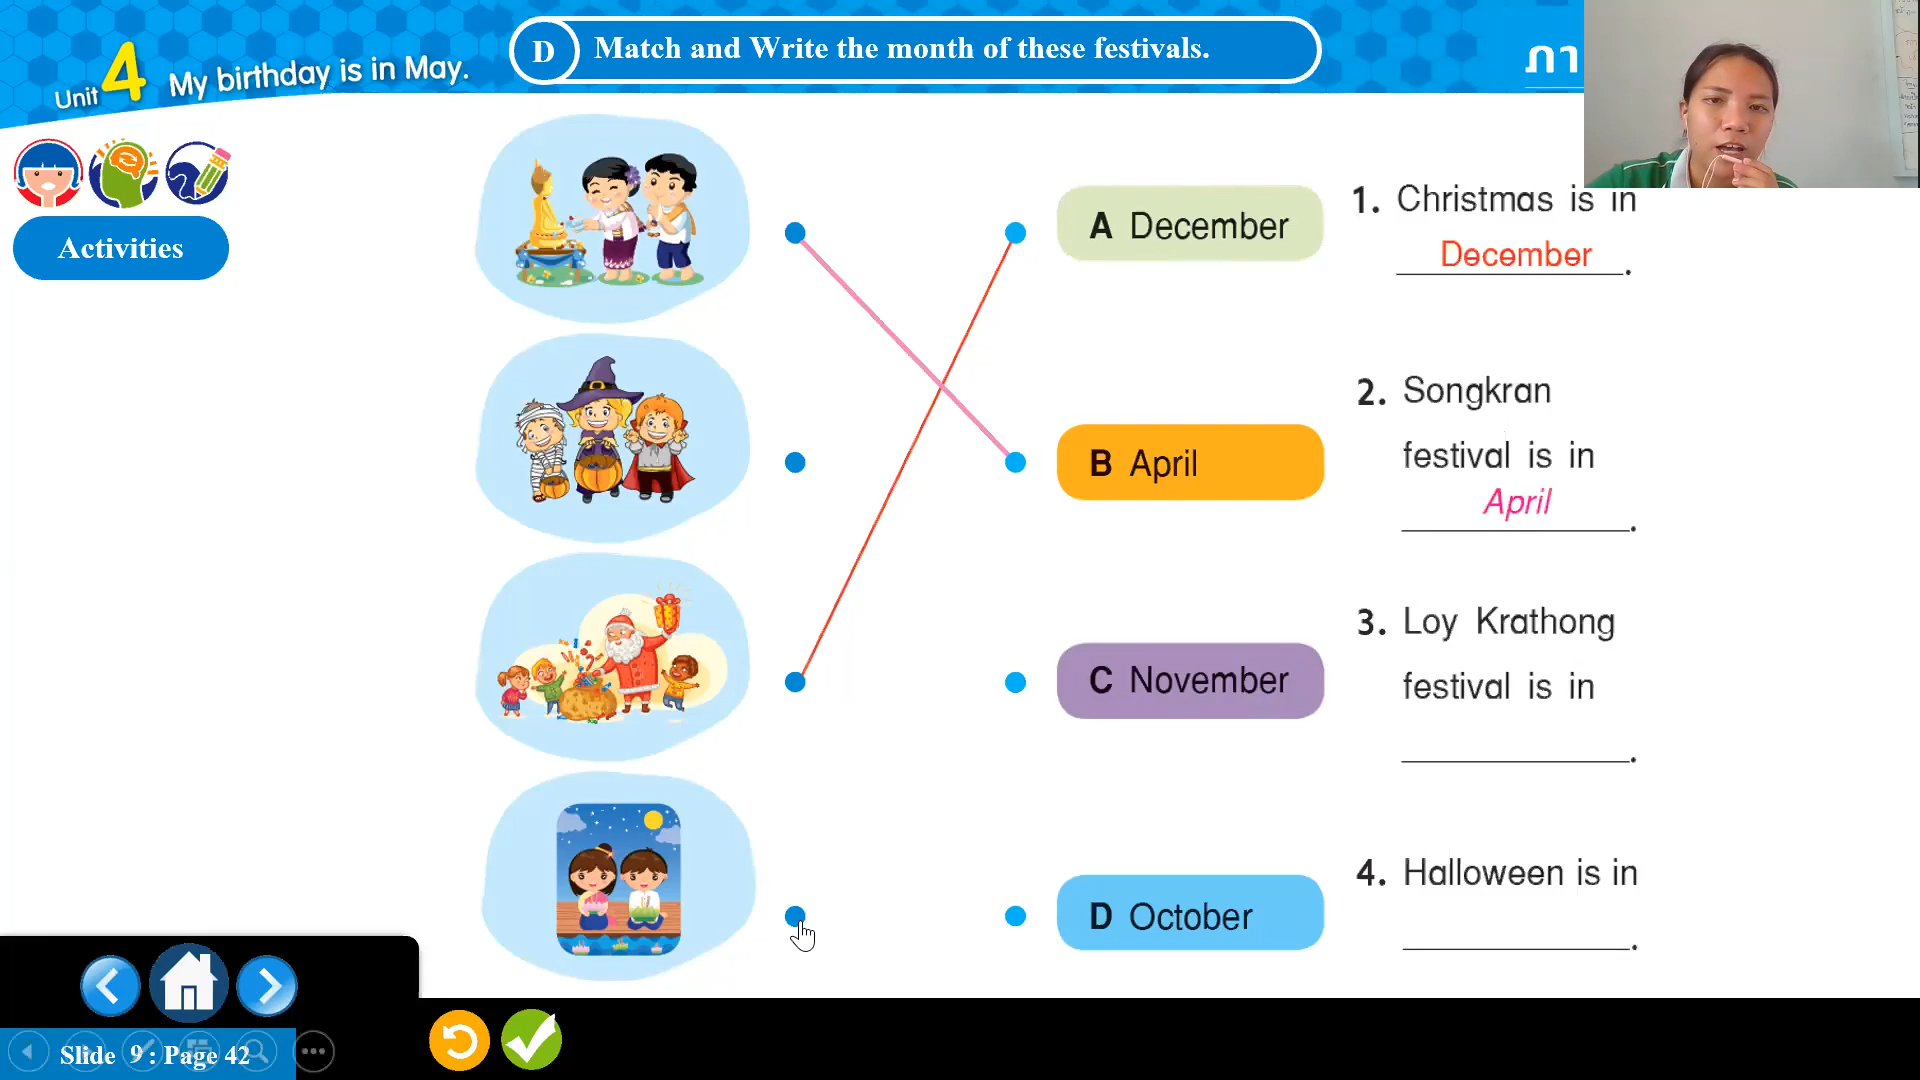 Unit 4 My birthday is in May.
D Match and Write the month of these festivals.
ภา
Activities
A December
B April
C November
D October
1. Christmas is in
December.
2. Songkran
festival is in
April.
3. Loy Krathong
festival is in
.
4. Halloween is in
.
Slide 9 : Page 42